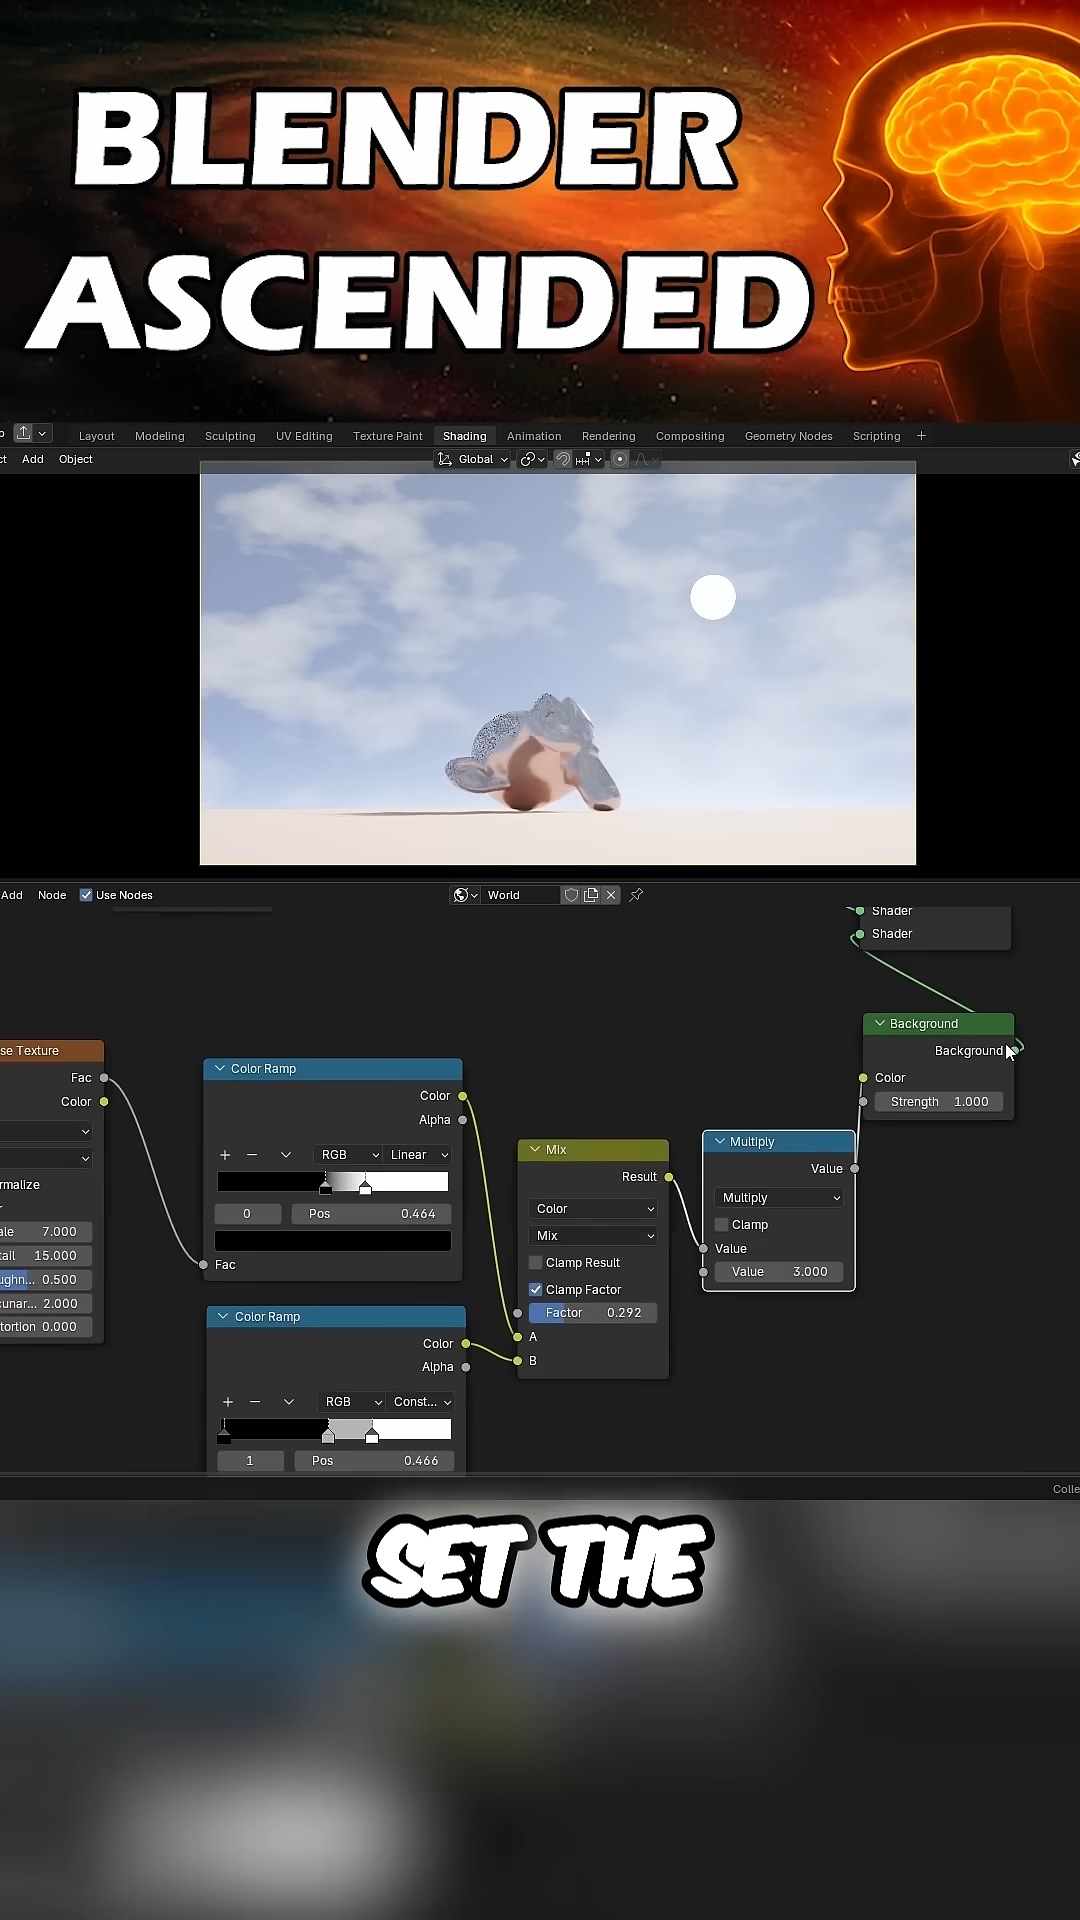 BLENDER
ASCENDED
Layout Modeling Sculpting UV Editing Texture Paint Shading Animation Rendering Compositing Geometry Nodes Scripting +
ct Add Object Global
Add Node Use Nodes World
Shader
Shader
Background
Background
Color
Strength 1.000
se Texture
Fac
Color
rmalize
ale 7.000
tail 15.000
ughn... 0.500
cunar... 2.000
tortion 0.000
Color Ramp
Color
Alpha
+ − RGB Linear
0 Pos 0.464
Fac
Color Ramp
Color
Alpha
+ − RGB Const...
1 Pos 0.466
Mix
Result
Color
Mix
Clamp Result
Clamp Factor
Factor 0.292
A
B
Multiply
Value
Multiply
Clamp
Value
Value 3.000
Colle
SET THE